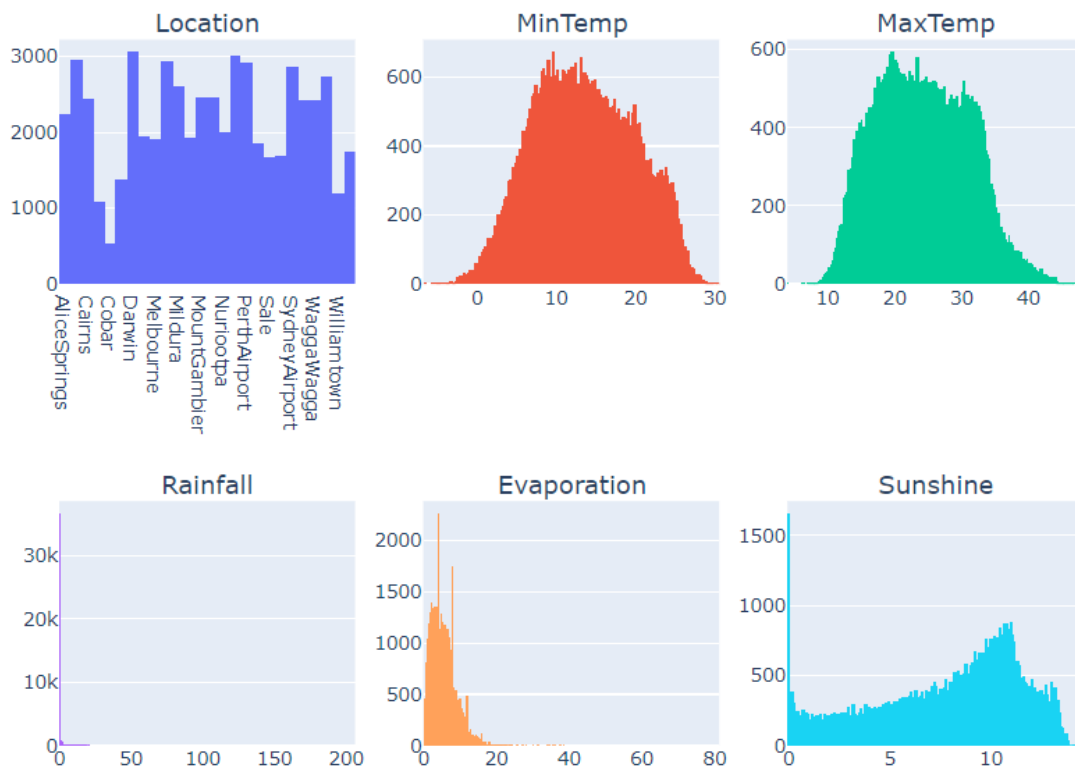 Location
MinTemp
MaxTemp
3000
2000
1000
0
AliceSprings
Cairns
Cobar
Darwin
Melbourne
Mildura
MountGambier
Nuriootpa
PerthAirport
Sale
SydneyAirport
WaggaWagga
Williamtown
600
400
200
0
0 10 20 30
600
400
200
0
10 20 30 40
Rainfall
Evaporation
Sunshine
30k
20k
10k
0
0 50 100 150 200
2000
1500
1000
500
0
0 20 40 60 80
1500
1000
500
0
0 5 10